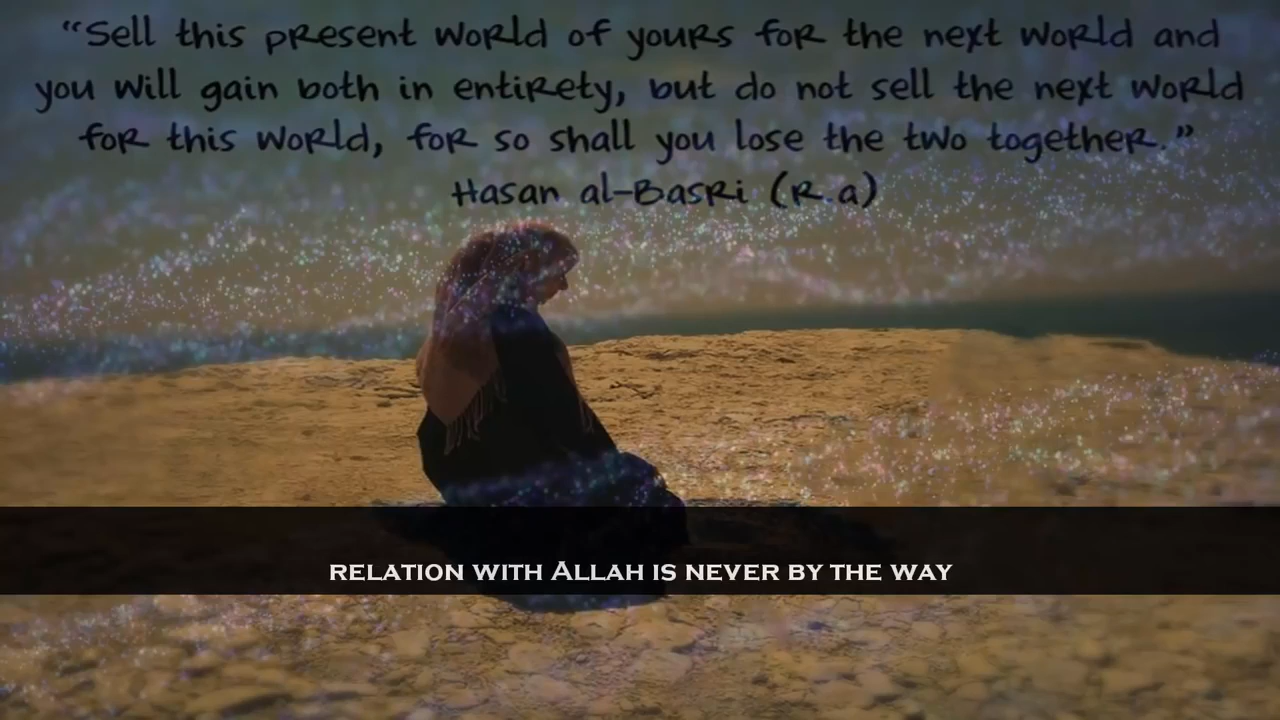 “Sell this present world of yours for the next world and
you will gain both in entirety, but do not sell the next world
for this world, for so shall you lose the two together.”
Hasan al-Basri (R.a)
RELATION WITH ALLAH IS NEVER BY THE WAY